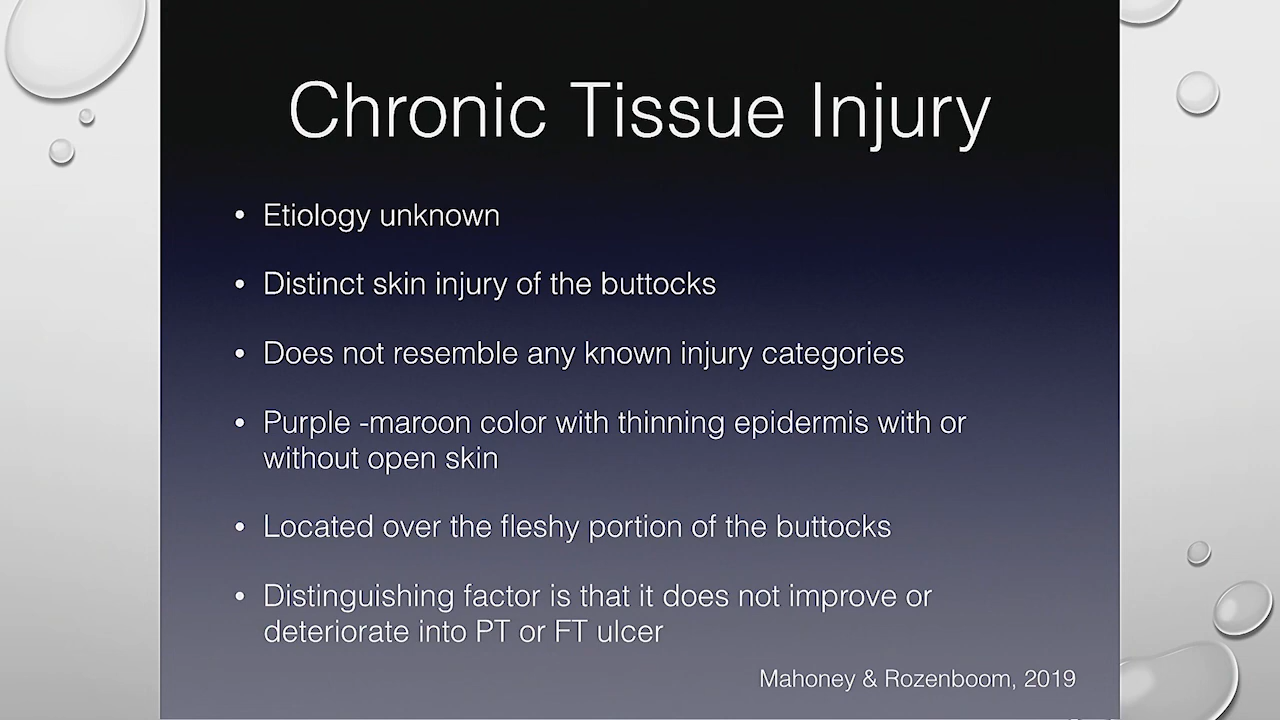 Chronic Tissue Injury
• Etiology unknown
• Distinct skin injury of the buttocks
• Does not resemble any known injury categories
• Purple -maroon color with thinning epidermis with or
without open skin
• Located over the fleshy portion of the buttocks
• Distinguishing factor is that it does not improve or
deteriorate into PT or FT ulcer
Mahoney & Rozenboom, 2019